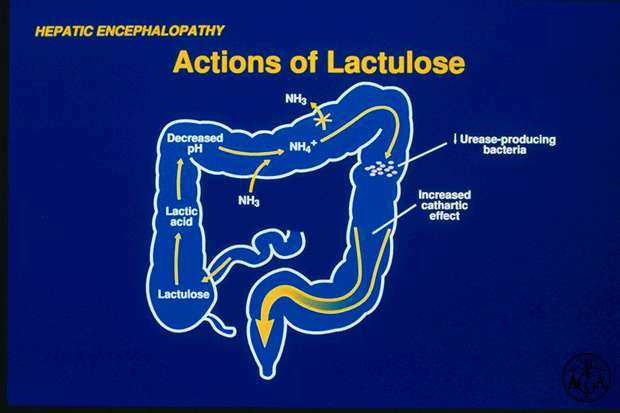 HEPATIC ENCEPHALOPATHY
Actions of Lactulose
NH₃
Decreased
pH
NH₄⁺
↓ Urease-producing
bacteria
NH₃
Increased
cathartic
effect
Lactic
acid
Lactulose